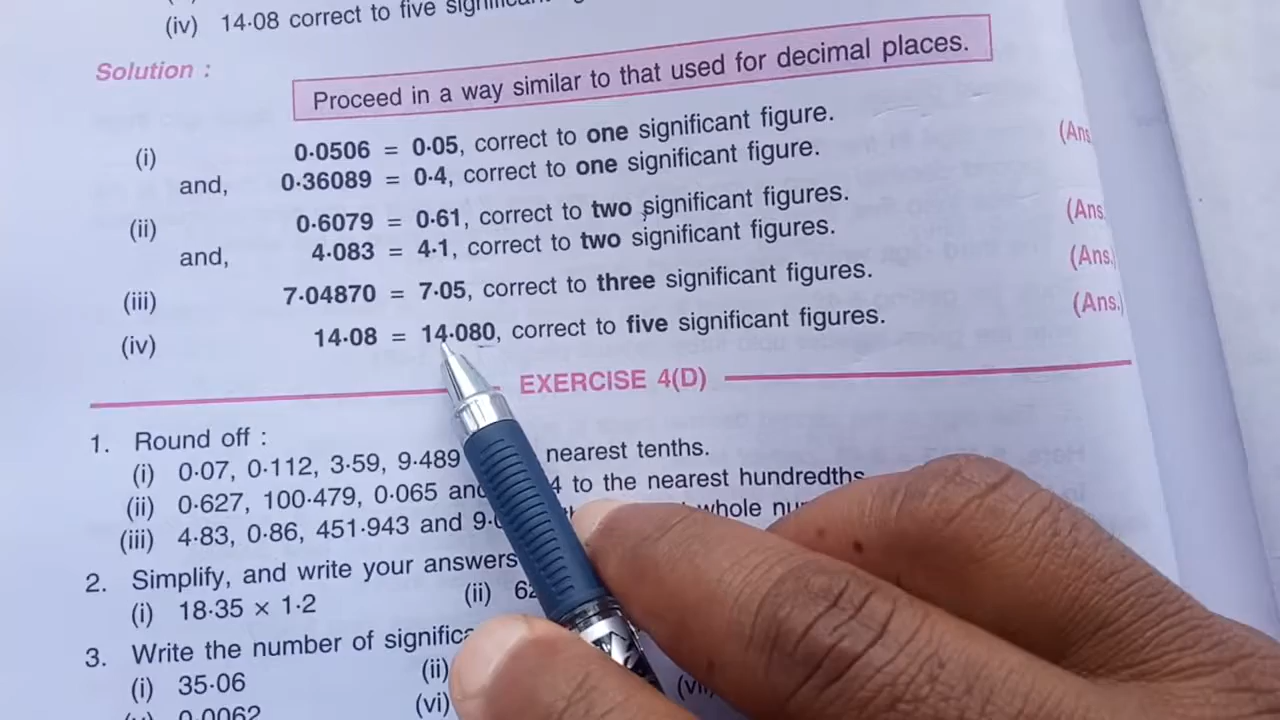 (iv) 14·08 correct to five
Solution :
Proceed in a way similar to that used for decimal places.
(i) 0·0506 = 0·05, correct to one significant figure.
and, 0·36089 = 0·4, correct to one significant figure. (Ans.
(ii) 0·6079 = 0·61, correct to two significant figures.
and, 4·083 = 4·1, correct to two significant figures. (Ans.
(iii) 7·04870 = 7·05, correct to three significant figures. (Ans.)
(iv) 14·08 = 14·080, correct to five significant figures. (Ans.)
EXERCISE 4(D)
1. Round off :
(i) 0·07, 0·112, 3·59, 9·489 nearest tenths.
(ii) 0·627, 100·479, 0·065 and 4 to the nearest hundredths
(iii) 4·83, 0·86, 451·943 and 9·0 whole
2. Simplify, and write your answers
(i) 18·35 × 1·2 (ii)
3. Write the number of
(i) 35·06 (ii)
(v) 0·0062 (vi)